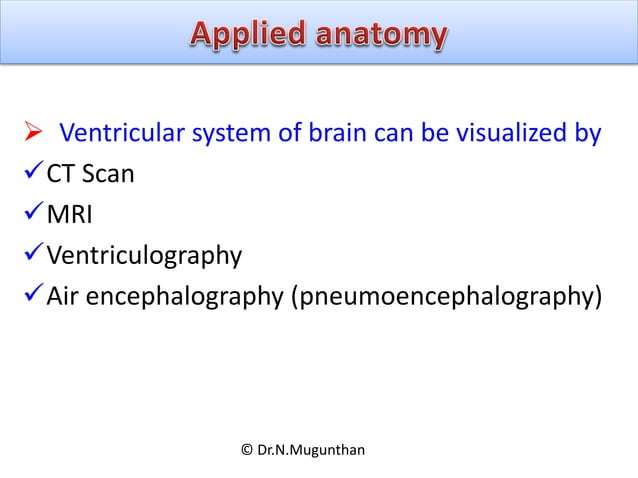 Applied anatomy
➢ Ventricular system of brain can be visualized by
✓CT Scan
✓MRI
✓Ventriculography
✓Air encephalography (pneumoencephalography)
© Dr.N.Mugunthan